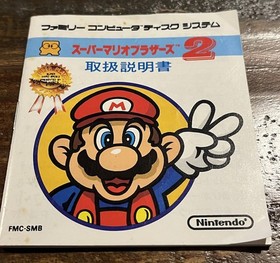 ファミリー コンピュータ ディスク システム
スーパーマリオブラザーズ™
2
取扱説明書
M
Nintendo®
FMC-SMB